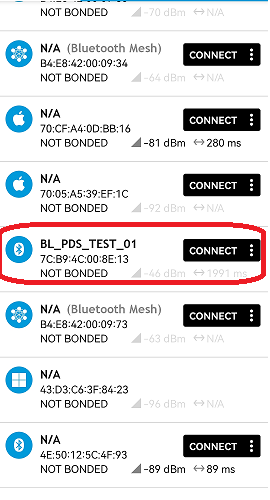 NOT BONDED -70 dBm N/A
N/A (Bluetooth Mesh)
CONNECT
B4:E8:42:00:09:34
NOT BONDED -64 dBm N/A
N/A
CONNECT
70:CF:A4:0D:BB:16
NOT BONDED -81 dBm 280 ms
N/A
CONNECT
70:05:A5:39:EF:1C
NOT BONDED -92 dBm N/A
BL_PDS_TEST_01
CONNECT
7C:B9:4C:00:8E:13
NOT BONDED -46 dBm 1991 ms
N/A (Bluetooth Mesh)
CONNECT
B4:E8:42:00:09:73
NOT BONDED -63 dBm N/A
N/A
43:D3:C6:3F:84:23
NOT BONDED -96 dBm N/A
N/A
CONNECT
4E:50:12:5C:4F:93
NOT BONDED -89 dBm 89 ms